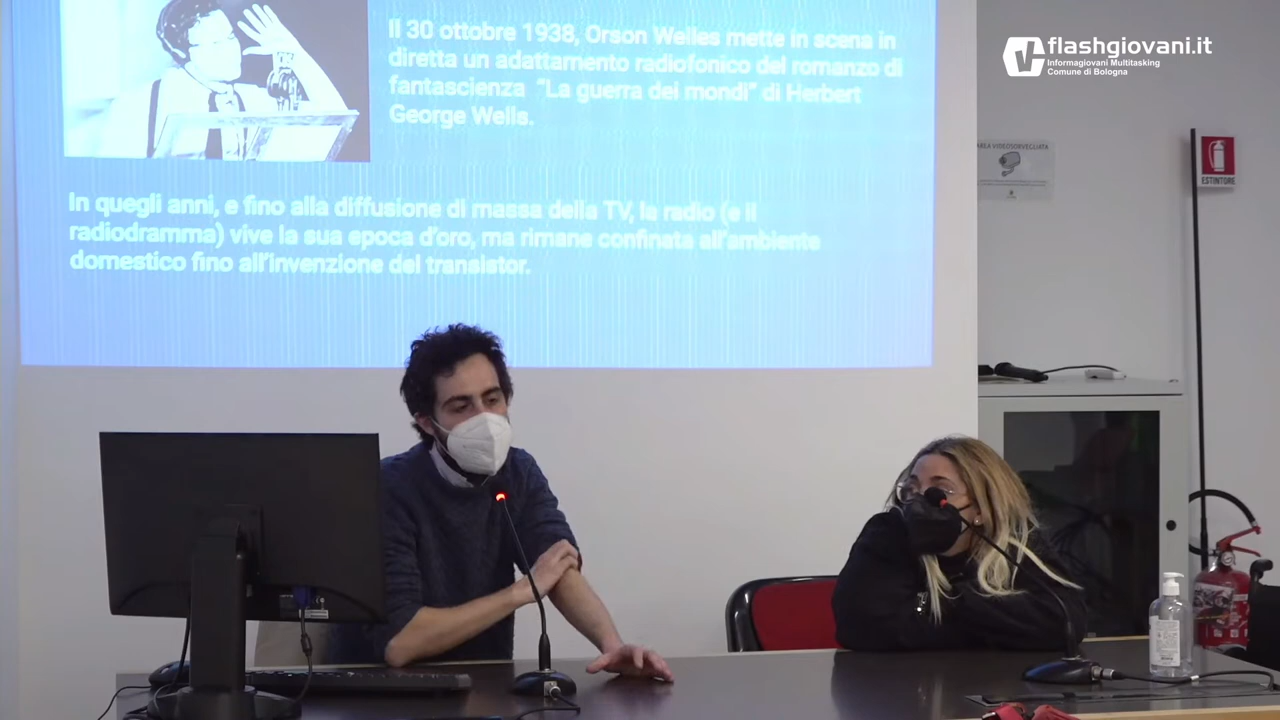 Il 30 ottobre 1938, Orson Welles mette in scena in
diretta un adattamento radiofonico del romanzo di
fantascienza "La guerra dei mondi" di Herbert
George Wells.
In quegli anni, e fino alla diffusione di massa della TV, la radio (e il
radiodramma) vive la sua epoca d'oro, ma rimane confinata all'ambiente
domestico fino all'invenzione del transistor.
flashgiovani.it
Informagiovani Multitasking
Comune di Bologna
AREA VIDEOSORVEGLIATA
ESTINTORE